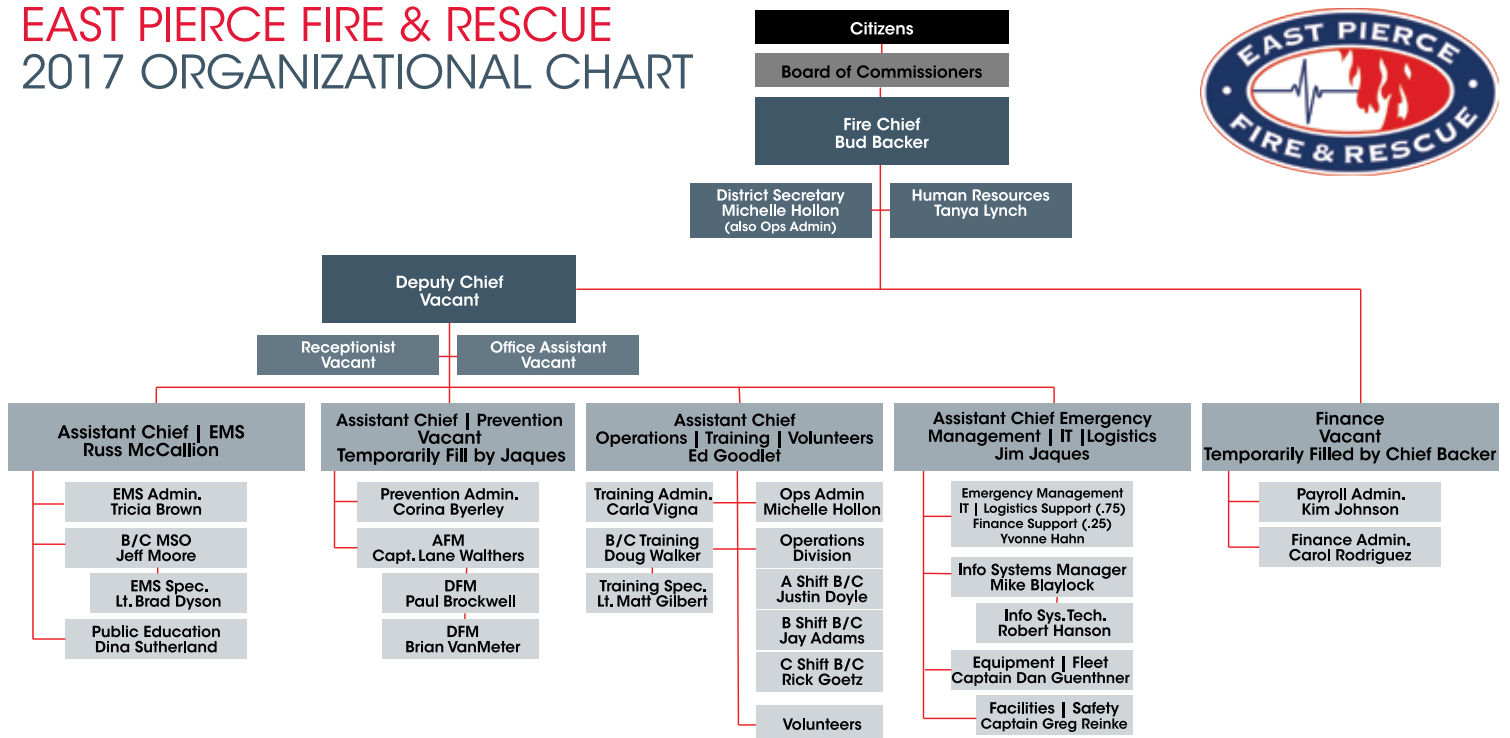 EAST PIERCE FIRE & RESCUE
2017 ORGANIZATIONAL CHART
EAST PIERCE
FIRE & RESCUE
Citizens
Board of Commissioners
Fire Chief
Bud Backer
District Secretary
Michelle Hollon
(also Ops Admin)
Human Resources
Tanya Lynch
Deputy Chief
Vacant
Receptionist
Vacant
Office Assistant
Vacant
Assistant Chief | EMS
Russ McCallion
EMS Admin.
Tricia Brown
B/C MSO
Jeff Moore
EMS Spec.
Lt. Brad Dyson
Public Education
Dina Sutherland
Assistant Chief | Prevention
Vacant
Temporarily Fill by Jaques
Prevention Admin.
Corina Byerley
AFM
Capt. Lane Walthers
DFM
Paul Brockwell
DFM
Brian VanMeter
Assistant Chief
Operations | Training | Volunteers
Ed Goodlet
Training Admin.
Carla Vigna
B/C Training
Doug Walker
Training Spec.
Lt. Matt Gilbert
Ops Admin
Michelle Hollon
Operations
Division
A Shift B/C
Justin Doyle
B Shift B/C
Jay Adams
C Shift B/C
Rick Goetz
Volunteers
Assistant Chief Emergency
Management | IT |Logistics
Jim Jaques
Emergency Management
IT | Logistics Support (.75)
Finance Support (.25)
Yvonne Hahn
Info Systems Manager
Mike Blaylock
Info Sys. Tech.
Robert Hanson
Equipment | Fleet
Captain Dan Guenthner
Facilities | Safety
Captain Greg Reinke
Finance
Vacant
Temporarily Filled by Chief Backer
Payroll Admin.
Kim Johnson
Finance Admin.
Carol Rodriguez